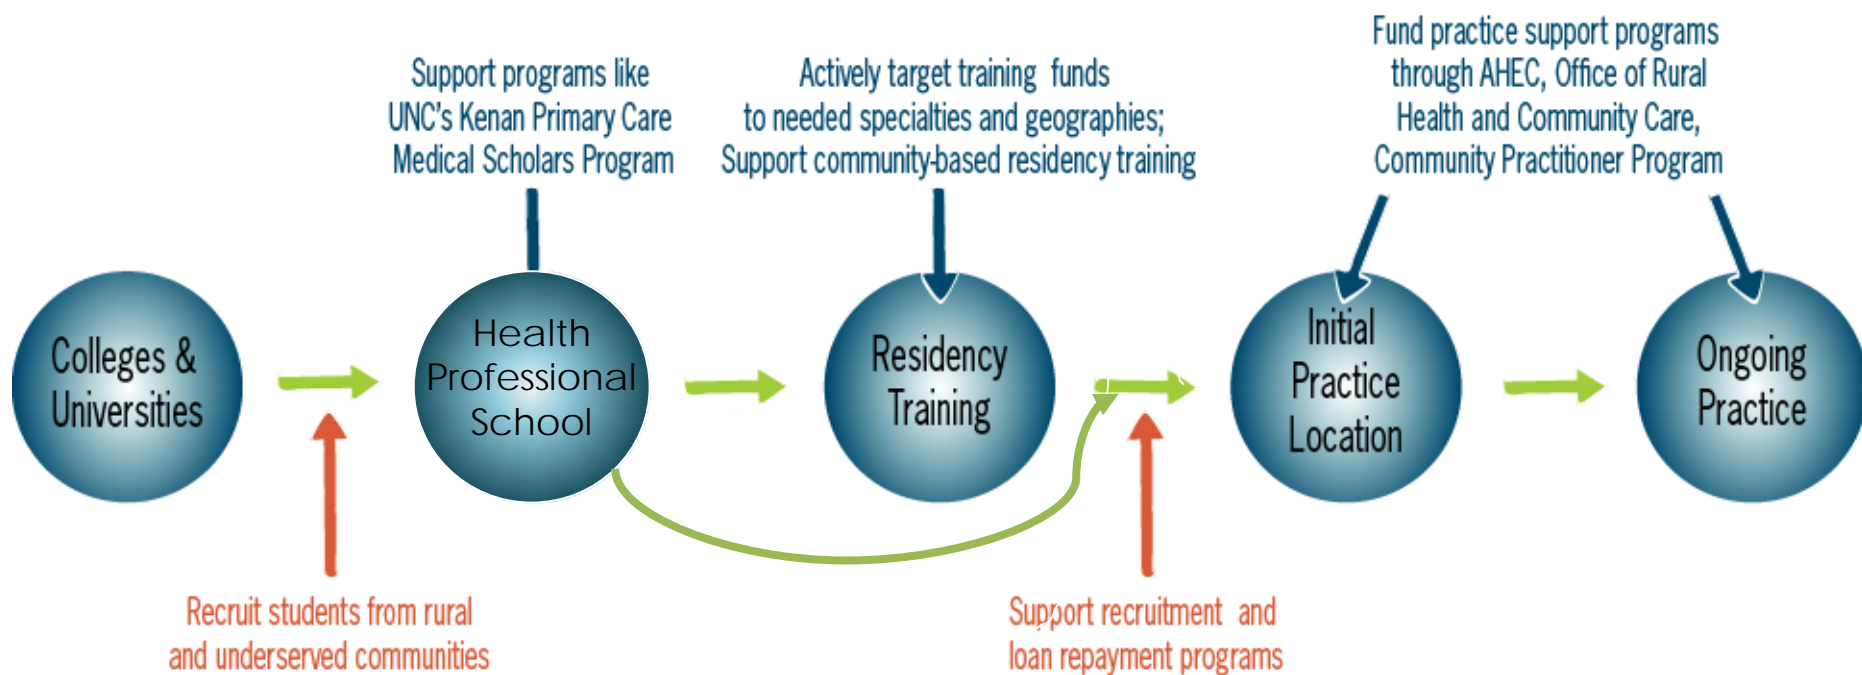 Support programs like
UNC's Kenan Primary Care
Medical Scholars Program
Actively target training funds
to needed specialties and geographies;
Support community-based residency training
Fund practice support programs
through AHEC, Office of Rural
Health and Community Care,
Community Practitioner Program
Colleges &
Universities
Health
Professional
School
Residency
Training
Initial
Practice
Location
Ongoing
Practice
Recruit students from rural
and underserved communities
Support recruitment and
loan repayment programs